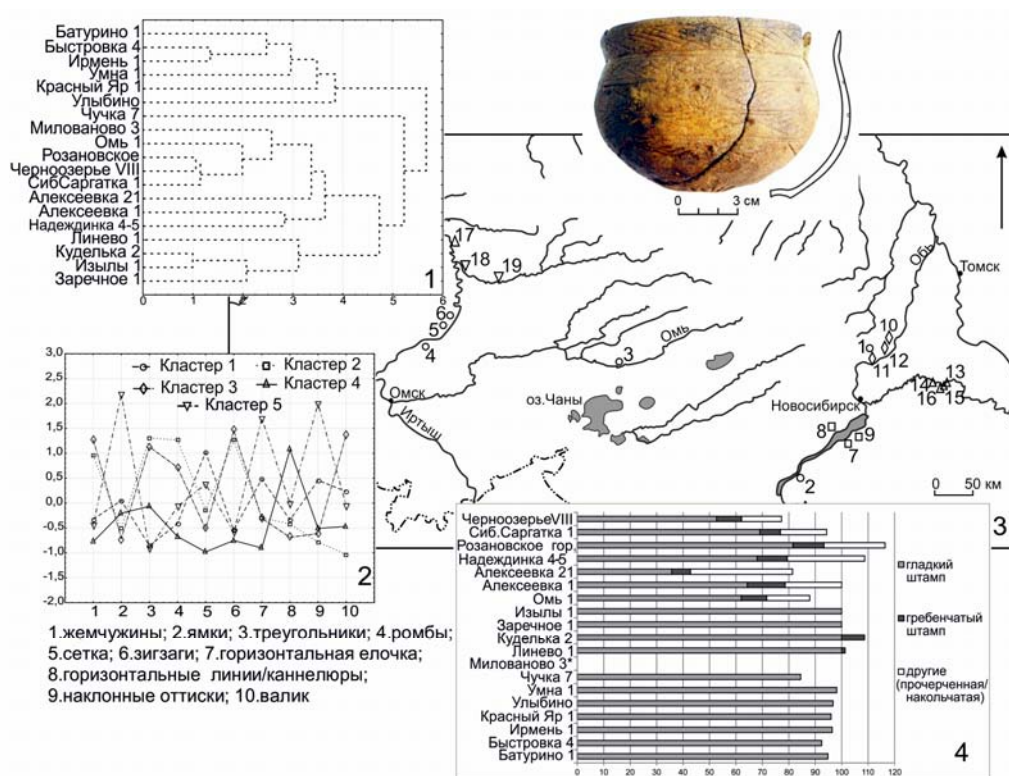 Батурино 1
Быстровка 4
Ирмень 1
Умна
Красный Яр 1
Улыбино
Чучка 7
Милованово 3
Омь 1
Розановское
Черноозерье VIII
СибСаргатка 1
Алексеевка 21
Алексеевка 1
Надеждинка 4-5
Линево 1
Куделька 2
Изылы 1
Заречное 1
0 2 3 4 5 6
1
0 3 см
17
18
19
6
5
4
3
Омь
Обь
Томск
10
1
11
12
13
14
15
16
Омск
Иртыш
оз.Чаны
Новосибирск
8
9
7
2
0 50 км
3
3,0
2,5
2,0
1,5
1,0
0,5
0,0
-0,5
-1,0
-1,5
-2,0
Кластер 1 Кластер 2
Кластер 3 Кластер 4
Кластер 5
1 2 3 4 5 6 7 8 9 10
2
1.жемчужины; 2.ямки; 3.треугольники; 4.ромбы;
5.сетка; 6.зигзаги; 7.горизонтальная елочка;
8.горизонтальные линии/каннелюры;
9.наклонные оттиски; 10.валик
ЧерноозерьеVIII
Сиб.Саргатка 1
Розановское гор.
Надеждинка 4-5
Алексеевка 21
Алексеевка 1
Омь 1
Изылы 1
Заречное 1
Куделька 2
Линево 1
Милованово 3*
Чучка 7
Умна 1
Улыбино
Красный Яр 1
Ирмень 1
Быстровка 4
Батурино 1
0 10 20 30 40 50 60 70 80 90 100 110 120
гладкий
штамп
гребенчатый
штамп
другие
(прочерченная/
накольчатая)
4